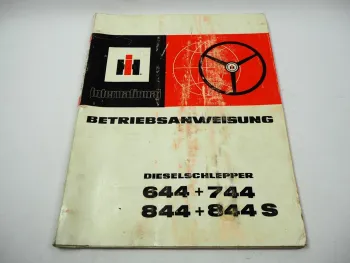 International
BETRIEBSANWEISUNG
DIESELSCHLEPPER
644+744
844+844 S